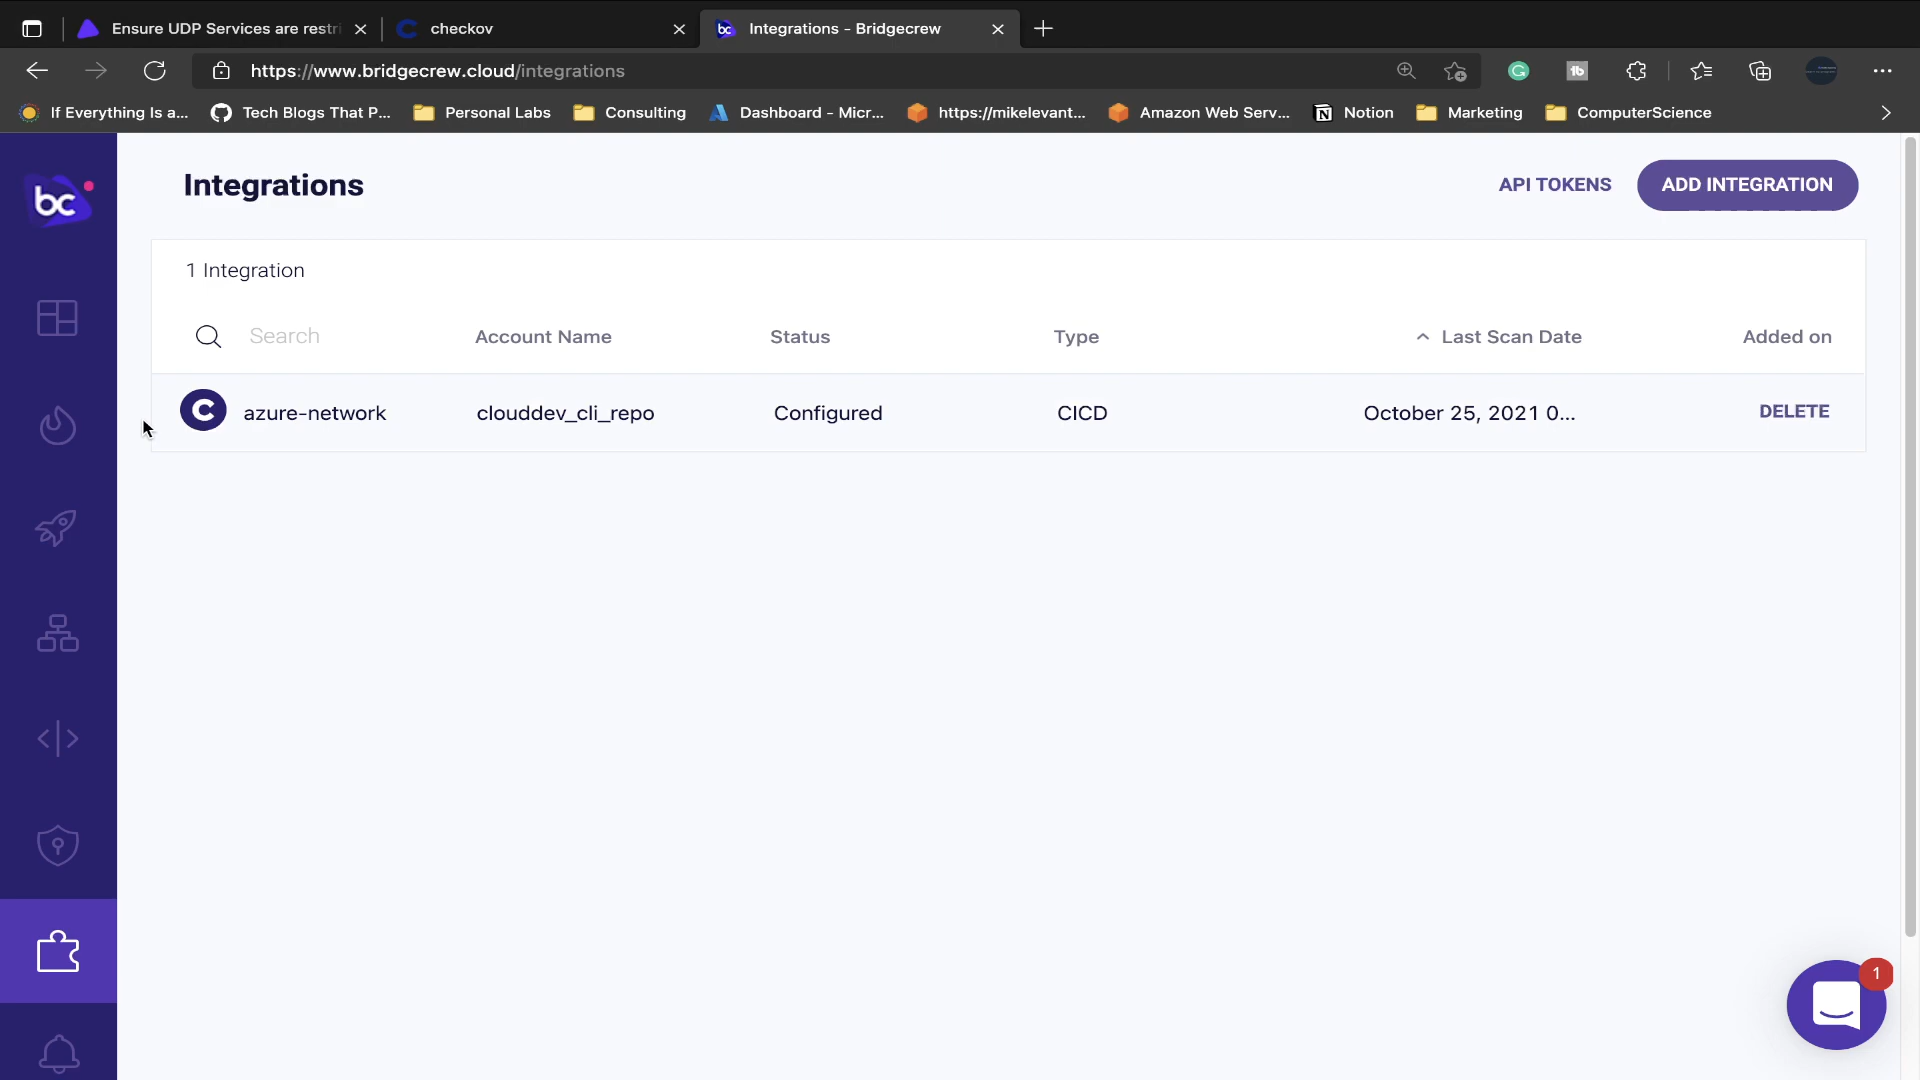 Ensure UDP Services are restri
checkov
Integrations - Bridgecrew
https://www.bridgecrew.cloud/integrations
If Everything Is a...
Tech Blogs That P...
Personal Labs
Consulting
Dashboard - Micr...
https://mikelevant...
Amazon Web Serv...
Notion
Marketing
ComputerScience
bc
Integrations
API TOKENS
ADD INTEGRATION
1 Integration
Search
Account Name
Status
Type
Last Scan Date
Added on
C
azure-network
clouddev_cli_repo
Configured
CICD
October 25, 2021 0...
DELETE
1